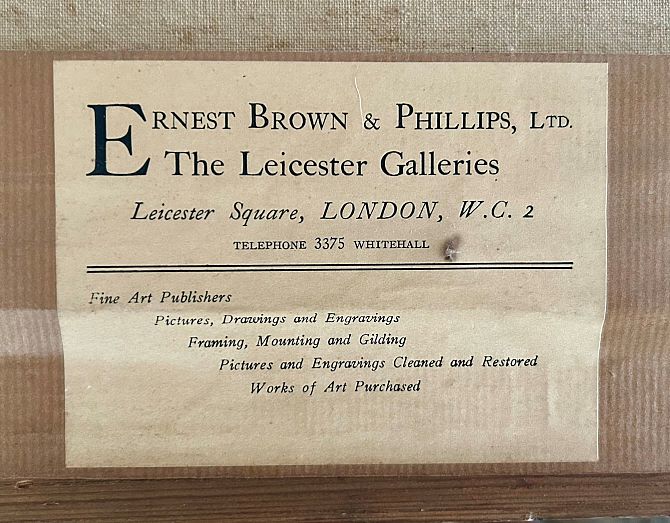 ERNEST BROWN & PHILLIPS, LTD.
The Leicester Galleries
Leicester Square, LONDON, W.C. 2
TELEPHONE 3375 WHITEHALL
Fine Art Publishers
Pictures, Drawings and Engravings
Framing, Mounting and Gilding
Pictures and Engravings Cleaned and Restored
Works of Art Purchased